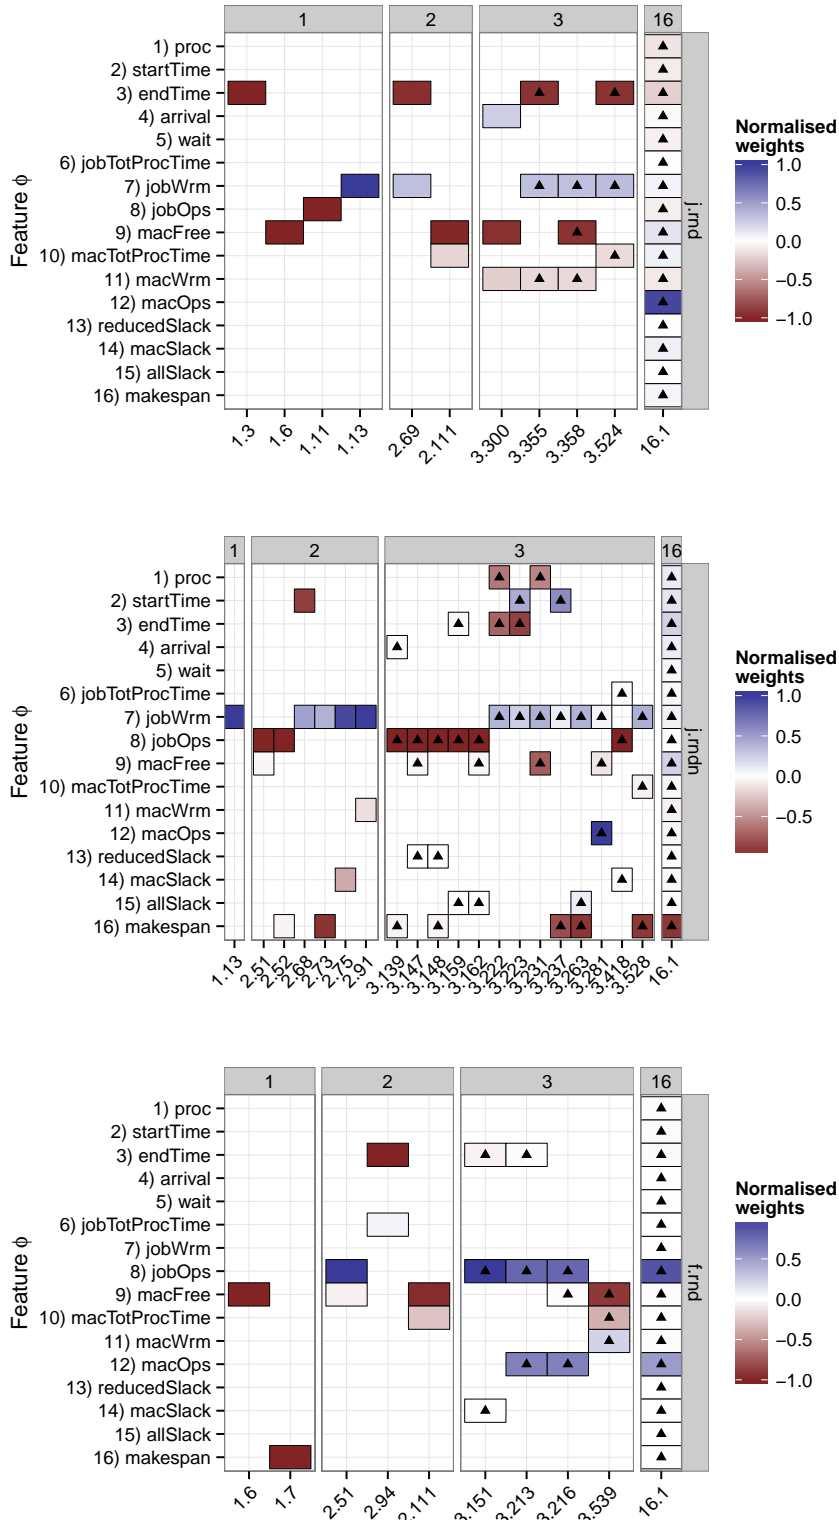 1 2 3 16
1) proc
2) startTime
3) endTime
4) arrival
5) wait
6) jobTotProcTime
7) jobWrm
8) jobOps
9) macFree
10) macTotProcTime
11) macWrm
12) macOps
13) reducedSlack
14) macSlack
15) allSlack
16) makespan
Feature ϕ
j.rnd
1.3 1.6 1.11 1.13 2.69 2.111 3.300 3.355 3.358 3.524 16.1
Normalised
weights
1.0
0.5
0.0
−0.5
−1.0
1 2 3 16
1) proc
2) startTime
3) endTime
4) arrival
5) wait
6) jobTotProcTime
7) jobWrm
8) jobOps
9) macFree
10) macTotProcTime
11) macWrm
12) macOps
13) reducedSlack
14) macSlack
15) allSlack
16) makespan
Feature ϕ
j.rndn
1.13 2.51 2.52 2.68 2.73 2.75 2.91 3.139 3.147 3.148 3.159 3.162 3.222 3.223 3.231 3.237 3.263 3.281 3.418 3.528 16.1
Normalised
weights
1.0
0.5
0.0
−0.5
1 2 3 16
1) proc
2) startTime
3) endTime
4) arrival
5) wait
6) jobTotProcTime
7) jobWrm
8) jobOps
9) macFree
10) macTotProcTime
11) macWrm
12) macOps
13) reducedSlack
14) macSlack
15) allSlack
16) makespan
Feature ϕ
f.rnd
1.6 1.7 2.51 2.94 2.111 3.151 3.213 3.216 3.539 16.1
Normalised
weights
0.5
0.0
−0.5
−1.0